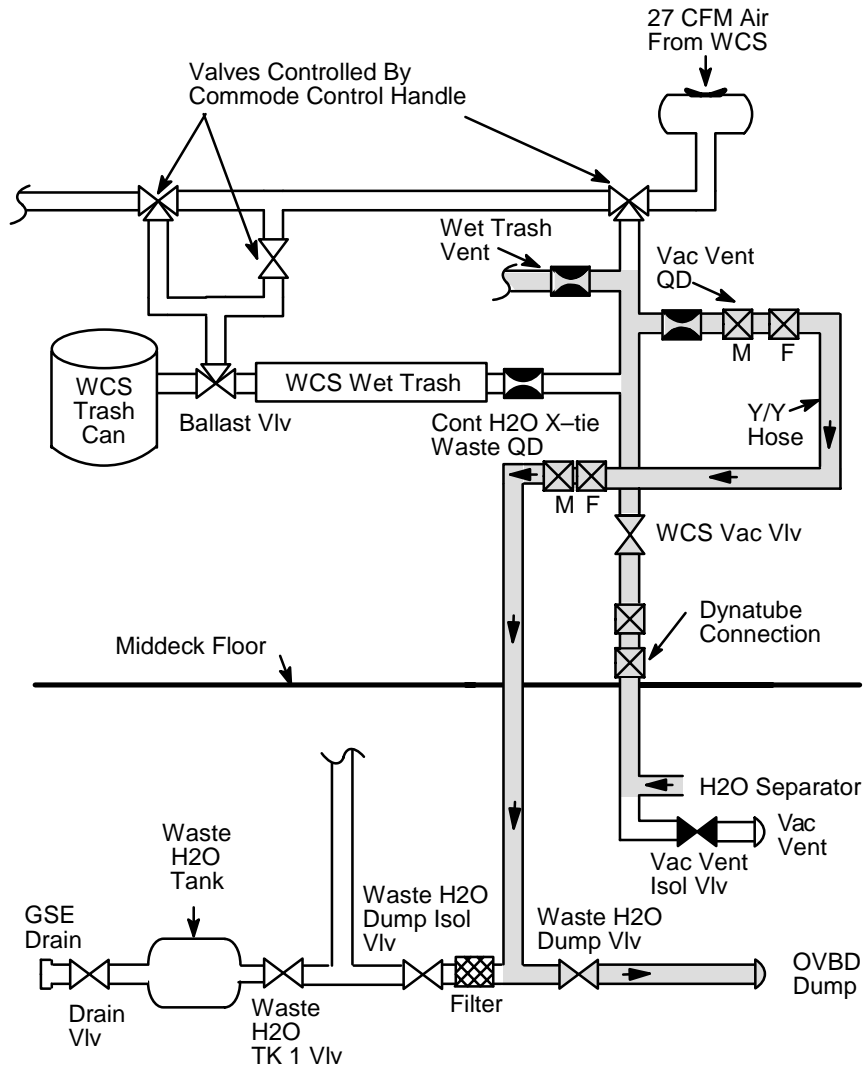 27 CFM Air
From WCS
Valves Controlled By
Commode Control Handle
Wet Trash
Vent
Vac Vent
QD
M
F
WCS
Trash
Can
WCS Wet Trash
Ballast Vlv
Cont H2O X–tie
Waste QD
Y/Y
Hose
M
F
WCS Vac Vlv
Dynatube
Connection
Middeck Floor
H2O Separator
Vac
Vent
Vac Vent
Isol Vlv
Waste
H2O
Tank
GSE
Drain
Waste H2O
Dump Isol
Vlv
Waste H2O
Dump Vlv
OVBD
Dump
Drain
Vlv
Waste
H2O
TK 1 Vlv
Filter